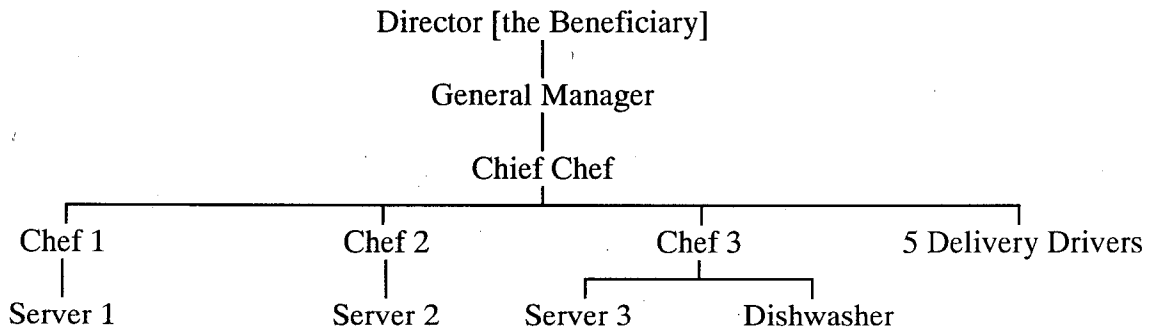 Director [the Beneficiary]
General Manager
Chief Chef
Chef 1 Chef 2 Chef 3 5 Delivery Drivers
Server 1 Server 2 Server 3 Dishwasher